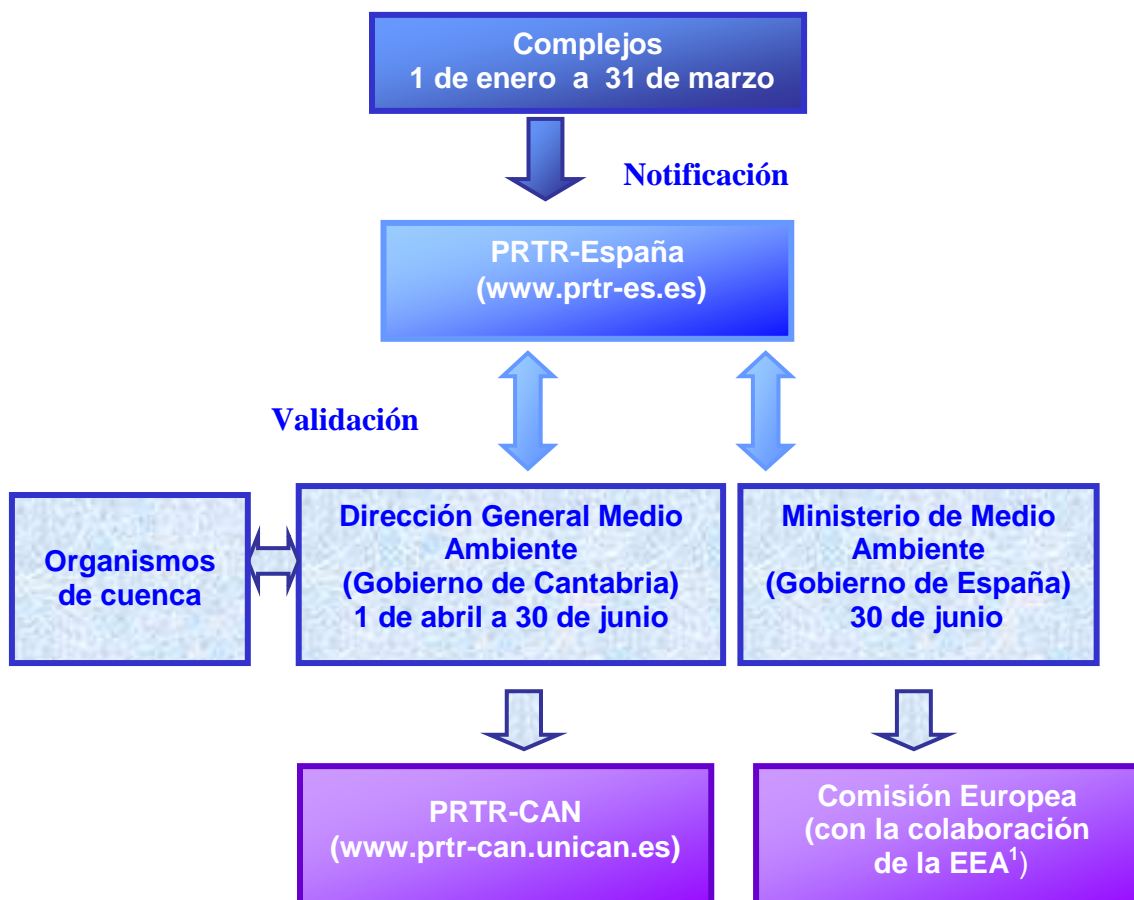 Complejos
1 de enero a 31 de marzo
Notificación
PRTR-España
(www.prtr-es.es)
Validación
Organismos
de cuenca
Dirección General Medio
Ambiente
(Gobierno de Cantabria)
1 de abril a 30 de junio
Ministerio de Medio
Ambiente
(Gobierno de España)
30 de junio
PRTR-CAN
(www.prtr-can.unican.es)
Comisión Europea
(con la colaboración
de la EEA¹)